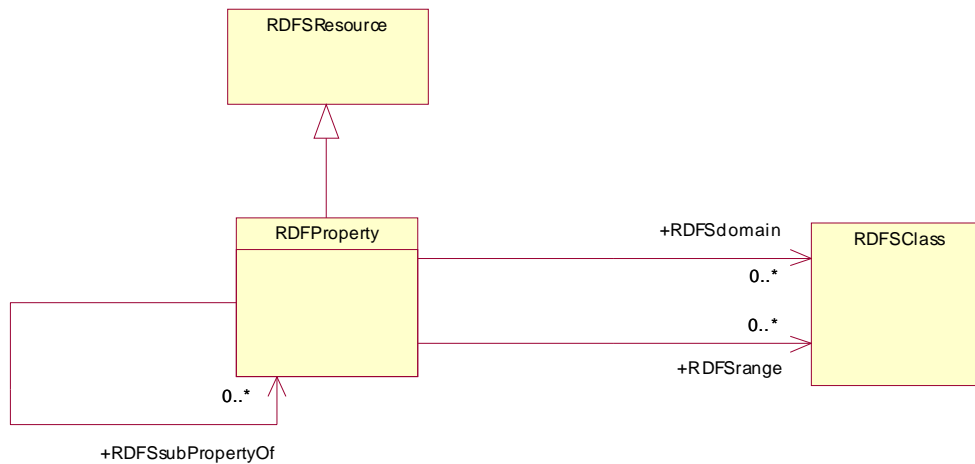 RDFSResource
RDFProperty
+RDFSdomain
RDFSClass
0..*
0..*
+RDFSrange
0..*
+RDFSsubPropertyOf